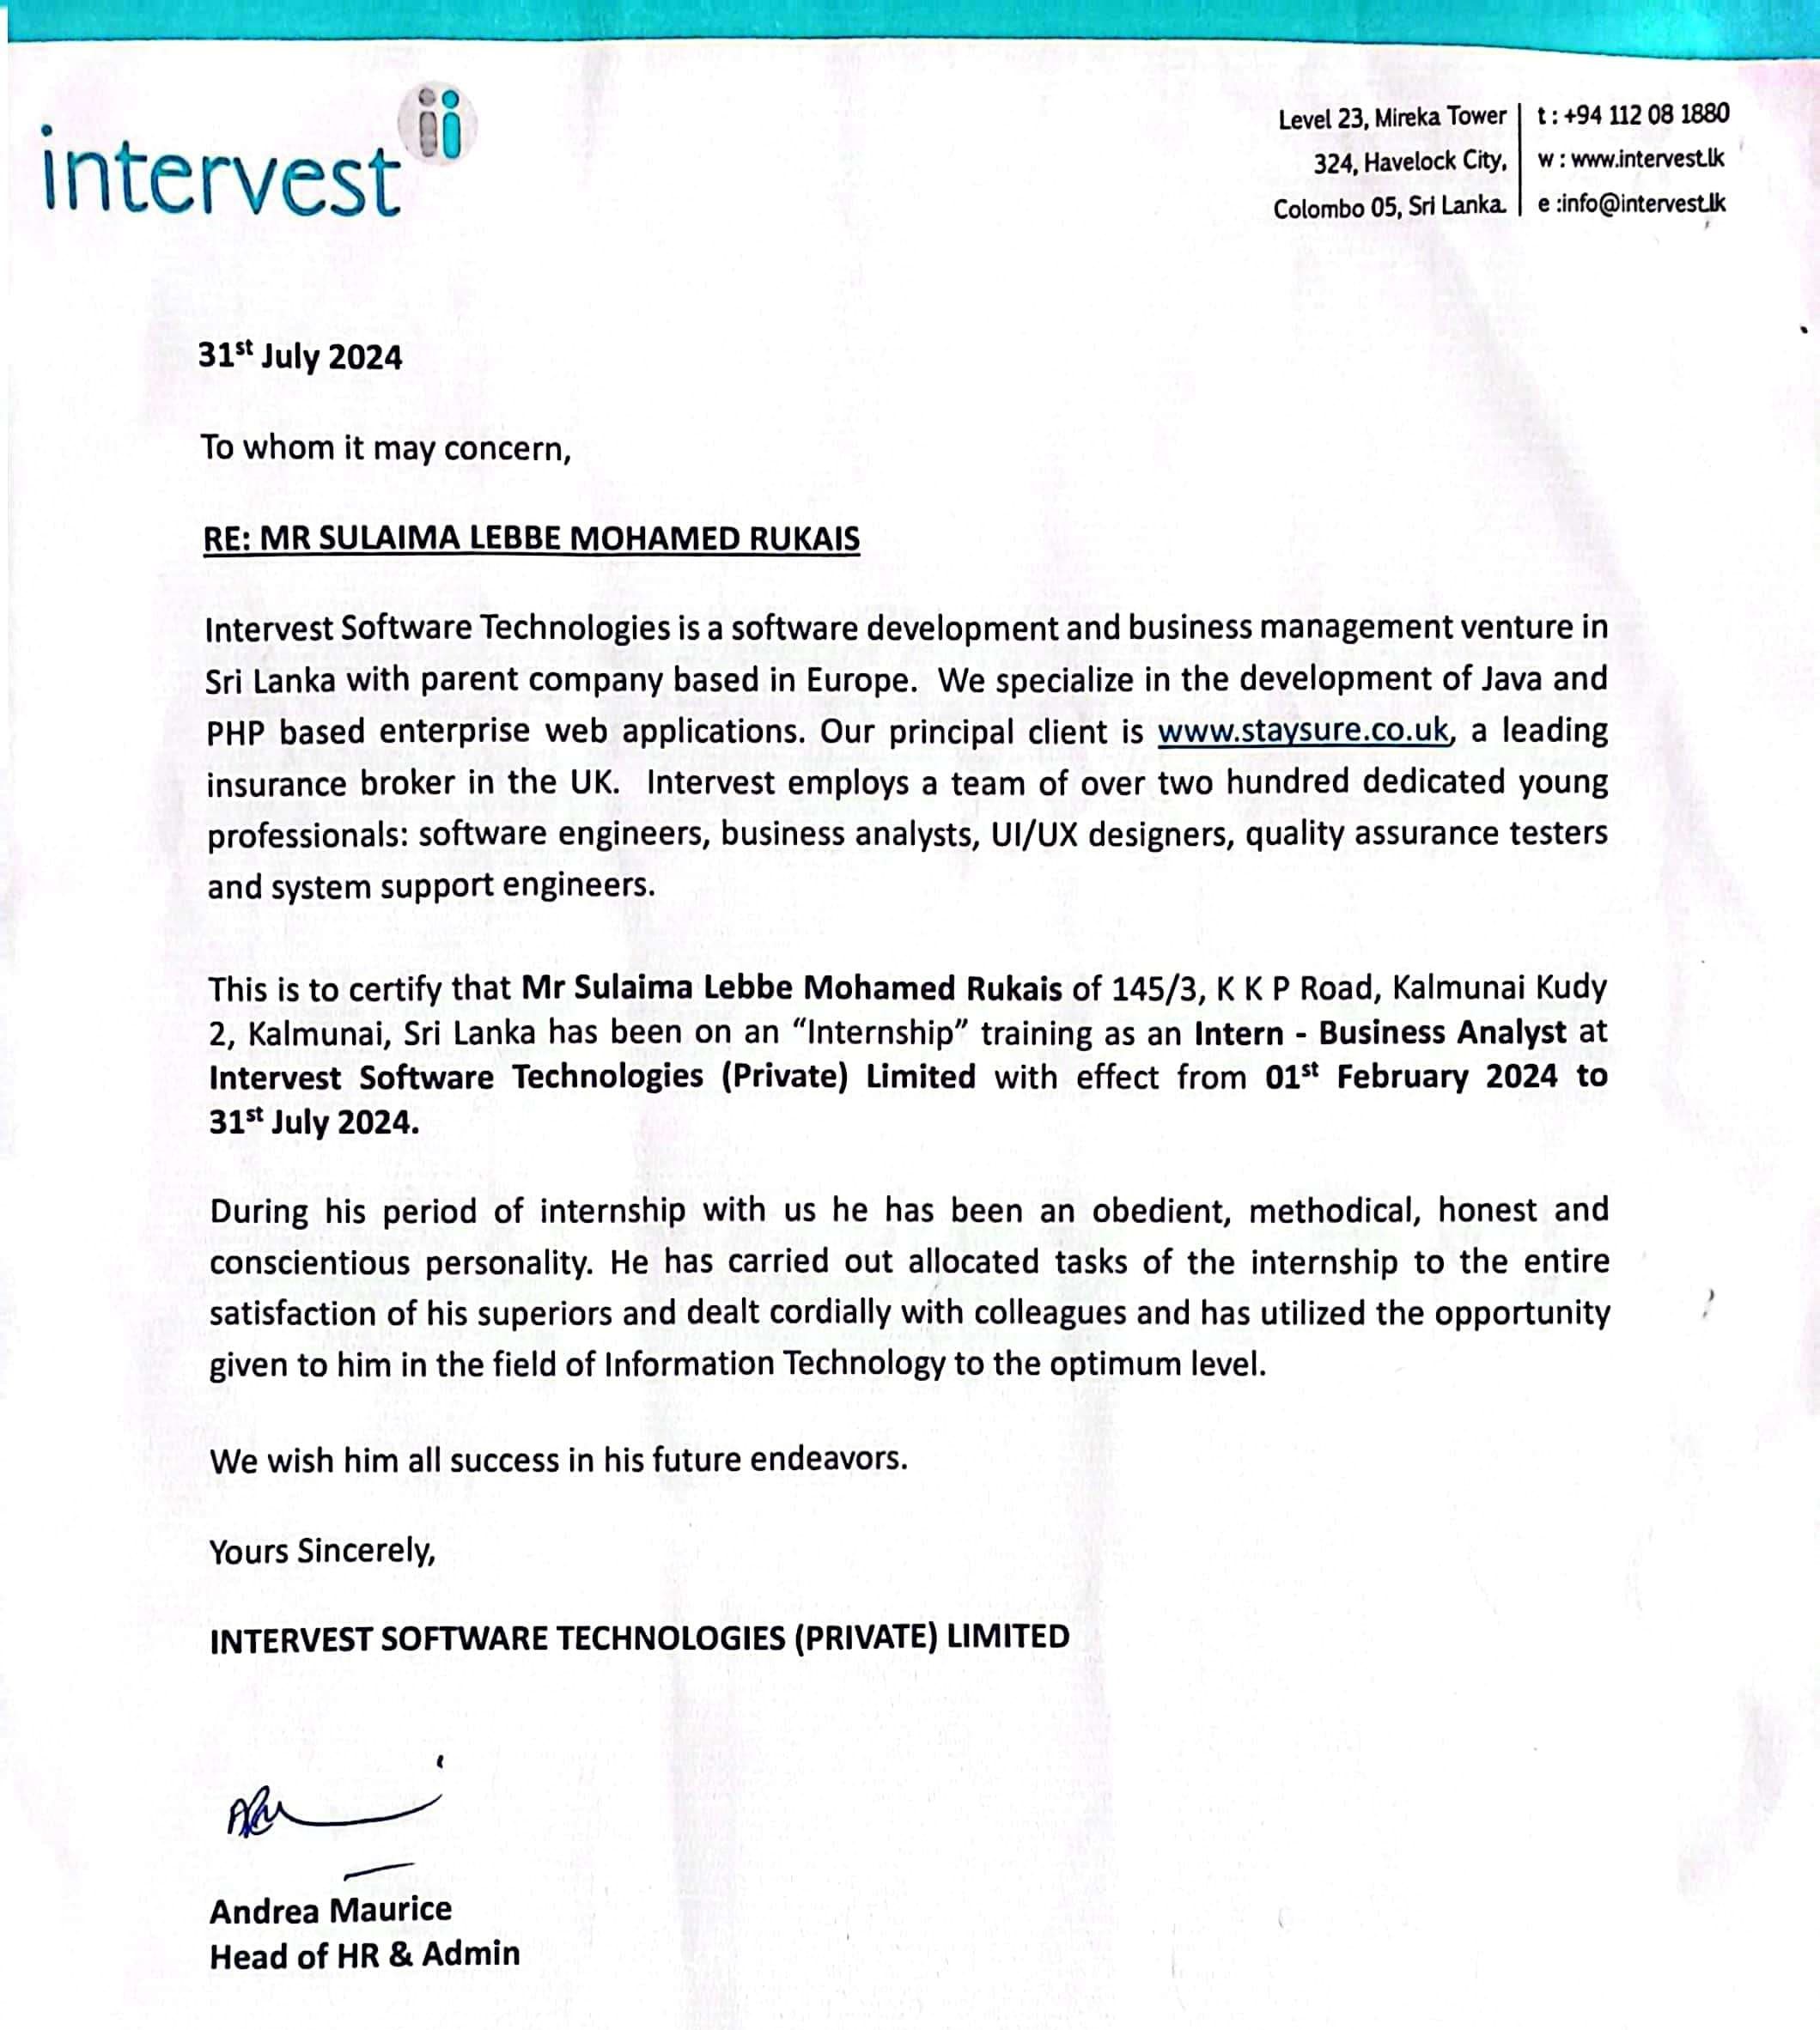 intervest
Level 23, Mireka Tower
324, Havelock City,
Colombo 05, Sri Lanka.
t : +94 112 08 1880
w : www.intervest.lk
e :info@intervest.lk
31st July 2024
To whom it may concern,
RE: MR SULAIMA LEBBE MOHAMED RUKAIS
Intervest Software Technologies is a software development and business management venture in
Sri Lanka with parent company based in Europe.  We specialize in the development of Java and
PHP based enterprise web applications. Our principal client is www.staysure.co.uk, a leading
insurance broker in the UK.  Intervest employs a team of over two hundred dedicated young
professionals: software engineers, business analysts, UI/UX designers, quality assurance testers
and system support engineers.
This is to certify that Mr Sulaima Lebbe Mohamed Rukais of 145/3, K K P Road, Kalmunai Kudy
2, Kalmunai, Sri Lanka has been on an “Internship” training as an Intern - Business Analyst at
Intervest Software Technologies (Private) Limited with effect from 01st February 2024 to
31st July 2024.
During his period of internship with us he has been an obedient, methodical, honest and
conscientious personality. He has carried out allocated tasks of the internship to the entire
satisfaction of his superiors and dealt cordially with colleagues and has utilized the opportunity
given to him in the field of Information Technology to the optimum level.
We wish him all success in his future endeavors.
Yours Sincerely,
INTERVEST SOFTWARE TECHNOLOGIES (PRIVATE) LIMITED
Andrea Maurice
Head of HR & Admin